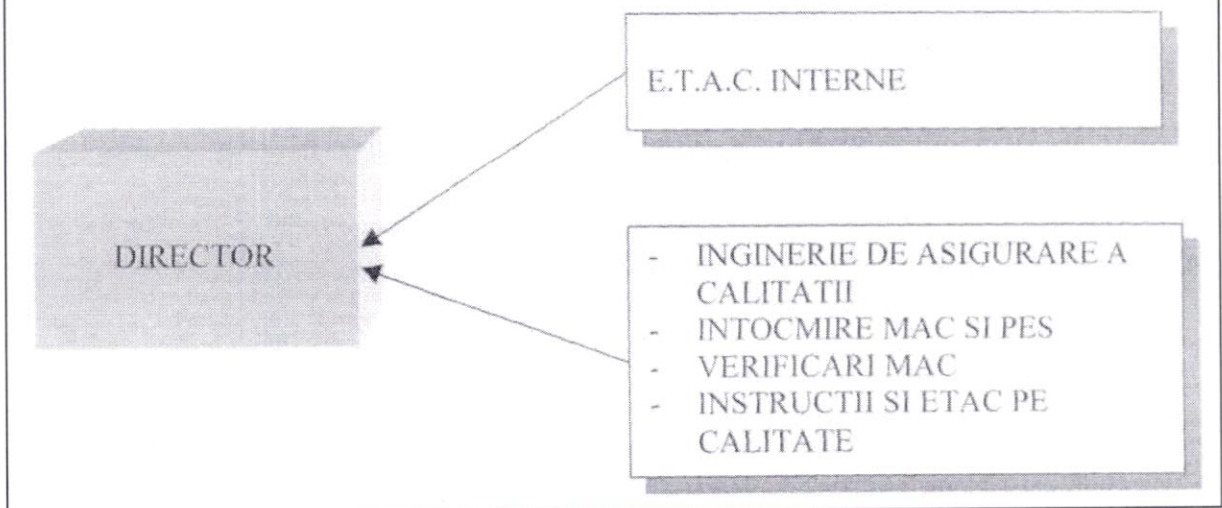 E.T.A.C. INTERNE
DIRECTOR
- INGINERIE DE ASIGURARE A
CALITATII
- INTOCMIRE MAC SI PES
- VERIFICARI MAC
- INSTRUCTII SI ETAC PE
CALITATE